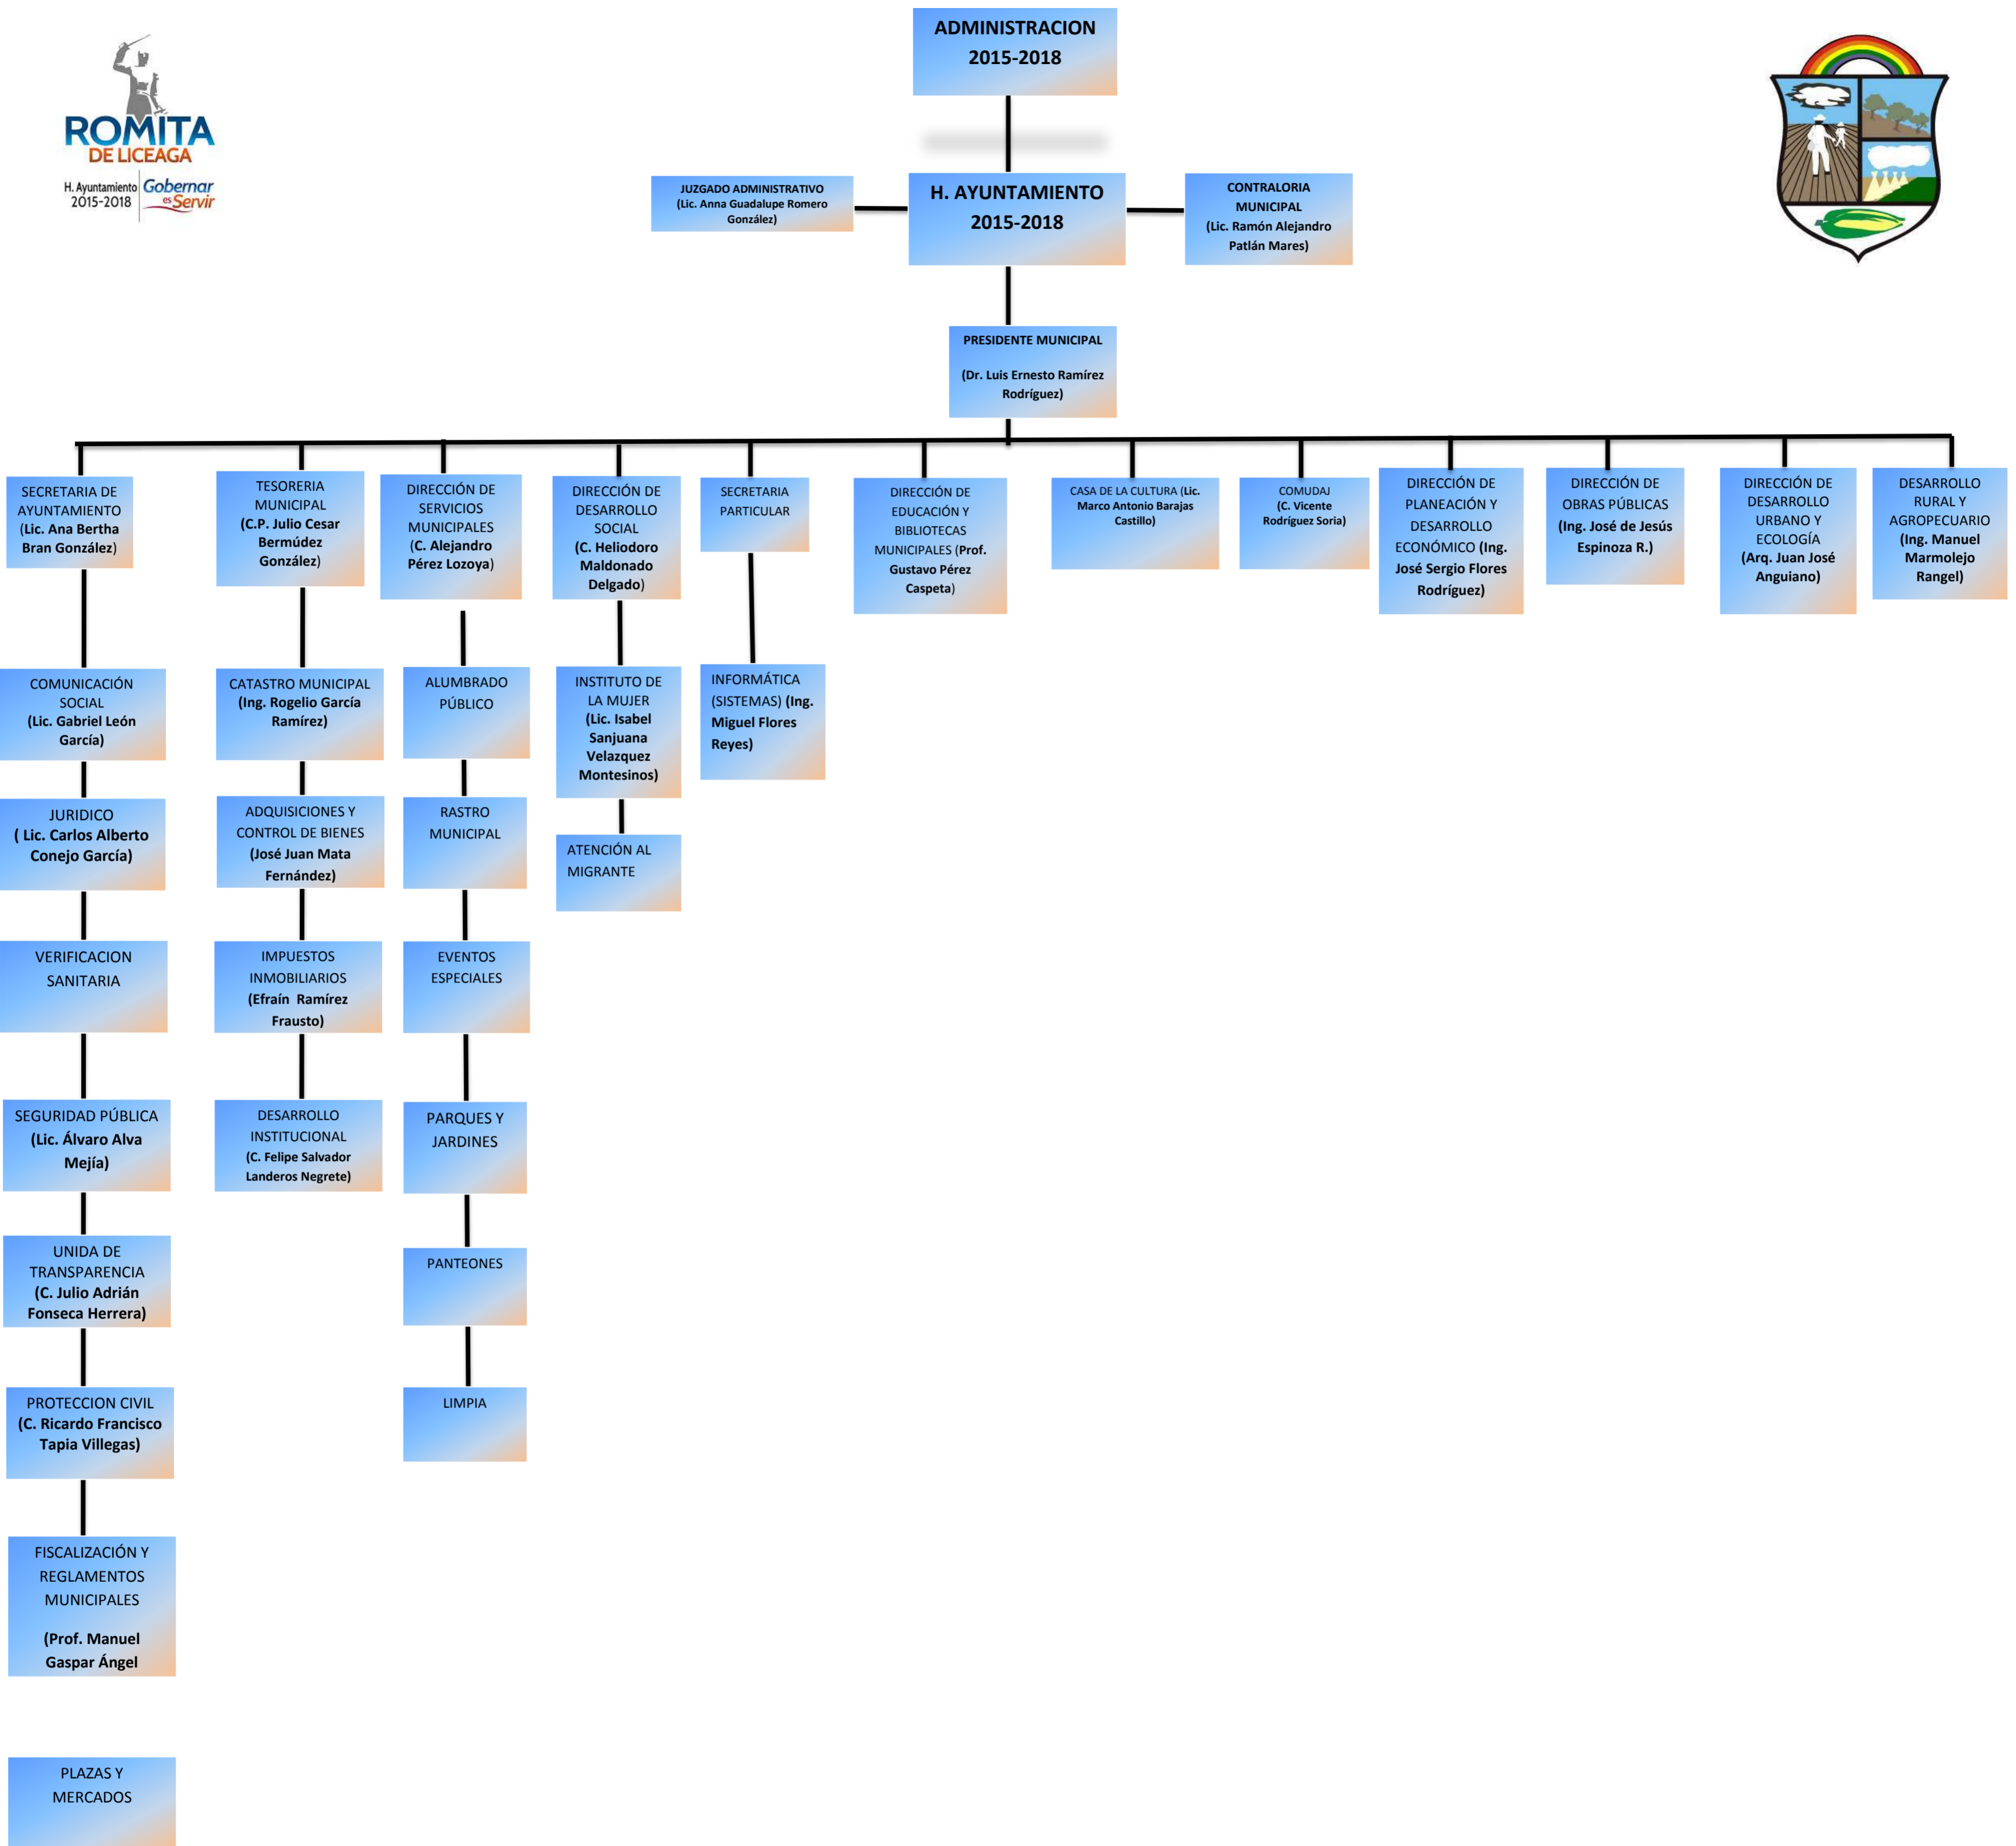 ROMITA
DE LICEAGA
H. Ayuntamiento
2015-2018
Gobernar
es Servir
ADMINISTRACION
2015-2018
JUZGADO ADMINISTRATIVO
(Lic. Anna Guadalupe Romero
González)
H. AYUNTAMIENTO
2015-2018
CONTRALORIA
MUNICIPAL
(Lic. Ramón Alejandro
Patlán Mares)
PRESIDENTE MUNICIPAL
(Dr. Luis Ernesto Ramírez
Rodríguez)
SECRETARIA DE
AYUNTAMIENTO
(Lic. Ana Bertha
Bran González)
TESORERIA
MUNICIPAL
(C.P. Julio Cesar
Bermúdez
González)
DIRECCIÓN DE
SERVICIOS
MUNICIPALES
(C. Alejandro
Pérez Lozoya)
DIRECCIÓN DE
DESARROLLO
SOCIAL
(C. Heliodoro
Maldonado
Delgado)
SECRETARIA
PARTICULAR
DIRECCIÓN DE
EDUCACIÓN Y
BIBLIOTECAS
MUNICIPALES (Prof.
Gustavo Pérez
Caspeta)
CASA DE LA CULTURA (Lic.
Marco Antonio Barajas
Castillo)
COMUDAJ
(C. Vicente
Rodríguez Soria)
DIRECCIÓN DE
PLANEACIÓN Y
DESARROLLO
ECONÓMICO (Ing.
José Sergio Flores
Rodríguez)
DIRECCIÓN DE
OBRAS PÚBLICAS
(Ing. José de Jesús
Espinoza R.)
DIRECCIÓN DE
DESARROLLO
URBANO Y
ECOLOGÍA
(Arq. Juan José
Anguiano)
DESARROLLO
RURAL Y
AGROPECUARIO
(Ing. Manuel
Marmolejo
Rangel)
COMUNICACIÓN
SOCIAL
(Lic. Gabriel León
García)
CATASTRO MUNICIPAL
(Ing. Rogelio García
Ramírez)
ALUMBRADO
PÚBLICO
INSTITUTO DE
LA MUJER
(Lic. Isabel
Sanjuana
Velazquez
Montesinos)
INFORMÁTICA
(SISTEMAS) (Ing.
Miguel Flores
Reyes)
JURIDICO
( Lic. Carlos Alberto
Conejo García)
ADQUISICIONES Y
CONTROL DE BIENES
(José Juan Mata
Fernández)
RASTRO
MUNICIPAL
ATENCIÓN AL
MIGRANTE
VERIFICACION
SANITARIA
IMPUESTOS
INMOBILIARIOS
(Efraín  Ramírez
Frausto)
EVENTOS
ESPECIALES
SEGURIDAD PÚBLICA
(Lic. Álvaro Alva
Mejía)
DESARROLLO
INSTITUCIONAL
(C. Felipe Salvador
Landeros Negrete)
PARQUES Y
JARDINES
UNIDA DE
TRANSPARENCIA
(C. Julio Adrián
Fonseca Herrera)
PANTEONES
PROTECCION CIVIL
(C. Ricardo Francisco
Tapia Villegas)
LIMPIA
FISCALIZACIÓN Y
REGLAMENTOS
MUNICIPALES
(Prof. Manuel
Gaspar Ángel
PLAZAS Y
MERCADOS